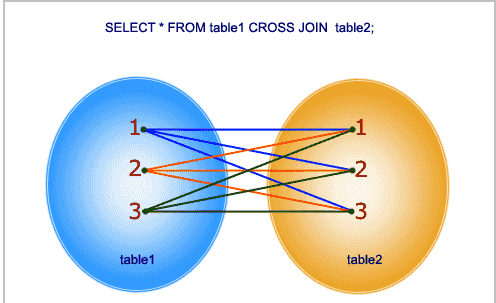 SELECT * FROM table1 CROSS JOIN table2;
1 1
2 2
3 3
table1 table2